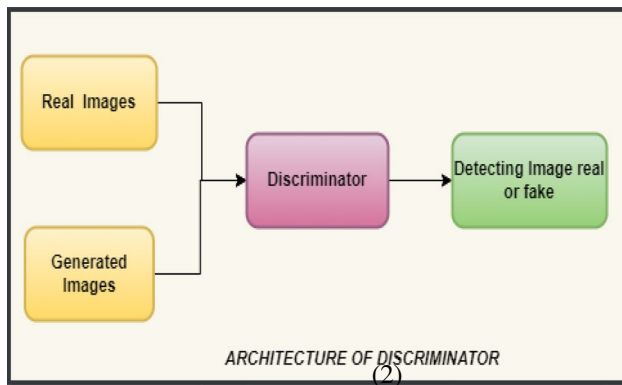 Real Images
Discriminator
Detecting Image real
or fake
Generated
Images
ARCHITECTURE OF DISCRIMINATOR
(2)